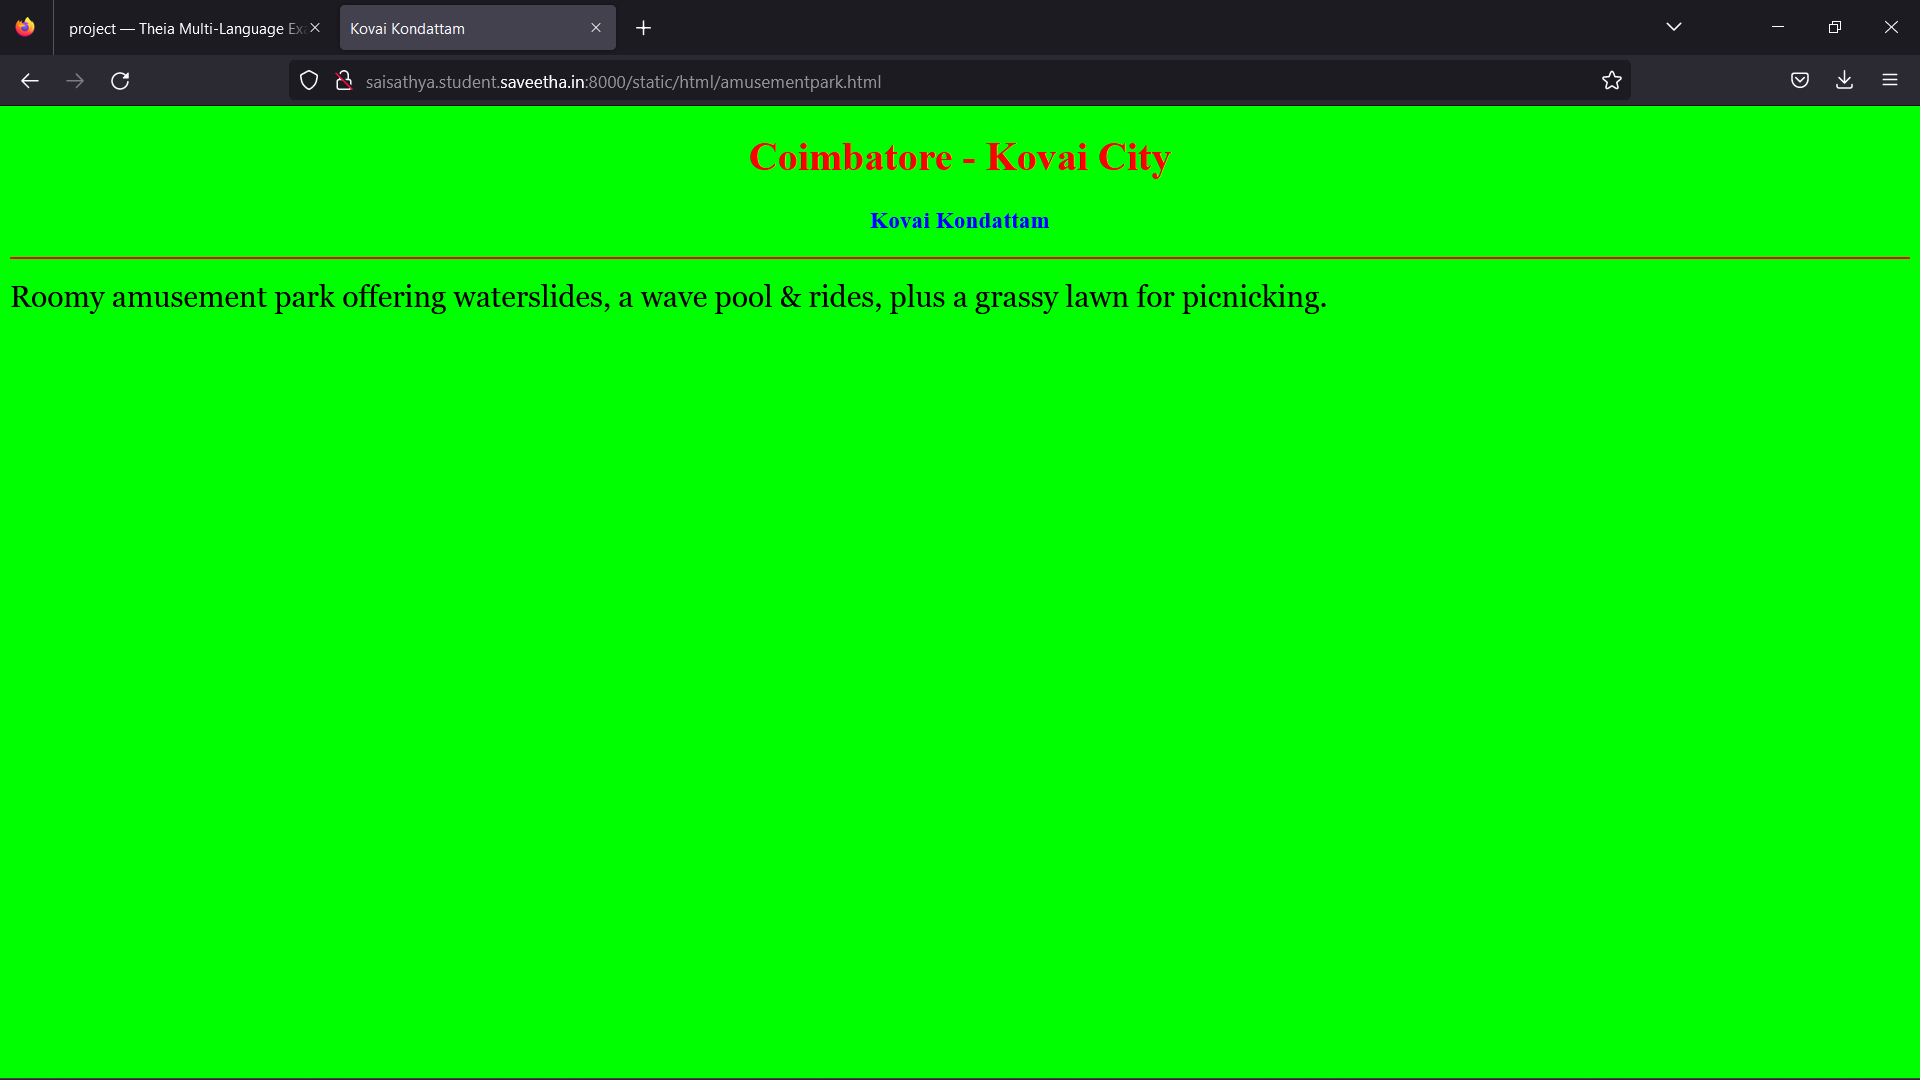 project — Theia Multi-Language Ex
Kovai Kondattam
saisathya.student.saveetha.in:8000/static/html/amusementpark.html
Coimbatore - Kovai City
Kovai Kondattam
Roomy amusement park offering waterslides, a wave pool & rides, plus a grassy lawn for picnicking.